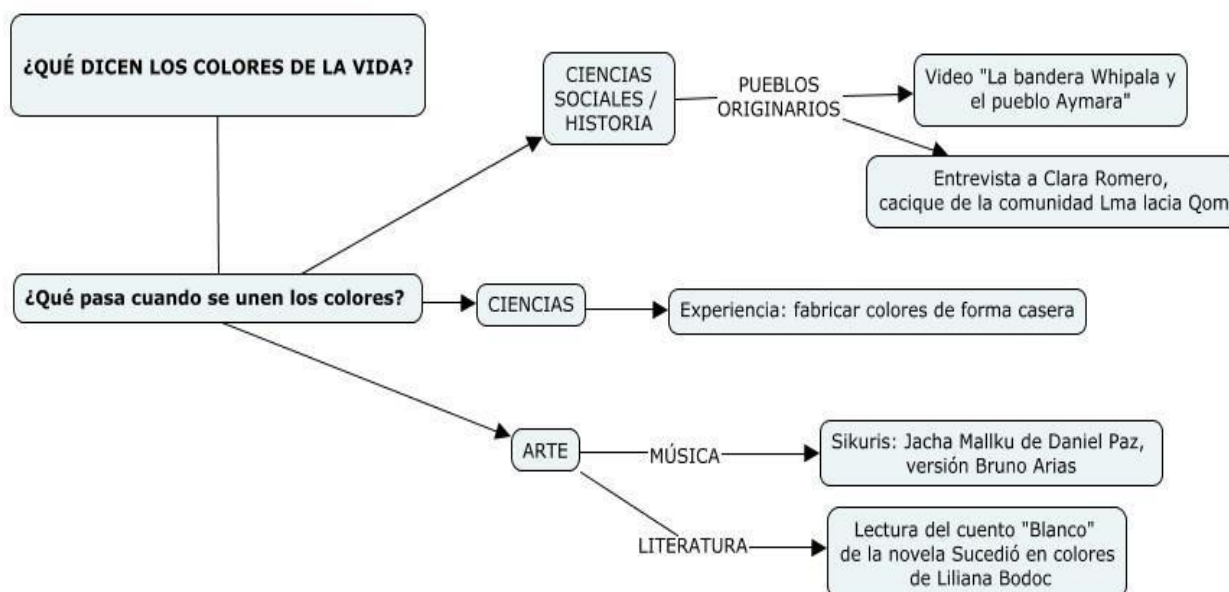 ¿QUÉ DICEN LOS COLORES DE LA VIDA?
CIENCIAS
SOCIALES /
HISTORIA
PUEBLOS
ORIGINARIOS
Video "La bandera Whipala y
el pueblo Aymara"
Entrevista a Clara Romero,
cacique de la comunidad Lma Iacia Qom
¿Qué pasa cuando se unen los colores?
CIENCIAS
Experiencia: fabricar colores de forma casera
ARTE
MÚSICA
Sikuris: Jacha Mallku de Daniel Paz,
versión Bruno Arias
LITERATURA
Lectura del cuento "Blanco"
de la novela Sucedió en colores
de Liliana Bodoc